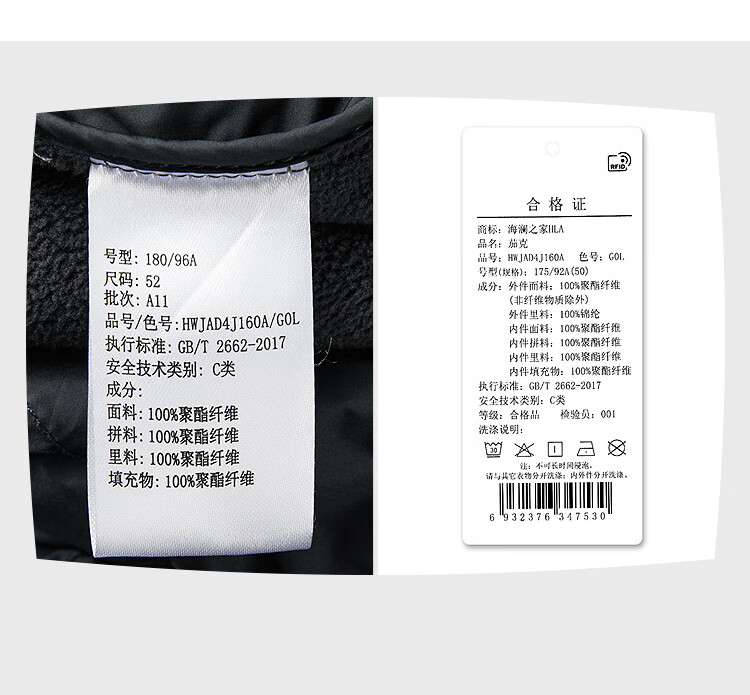 号型: 180/96A
尺码: 52
批次: A11
品号/色号: HWJAD4J160A/GOL
执行标准: GB/T 2662-2017
安全技术类别: C类
成分:
面料: 100%聚酯纤维
拼料: 100%聚酯纤维
里料: 100%聚酯纤维
填充物: 100%聚酯纤维
RFID
合格证
商标: 海澜之家HLA
品名: 茄克
品号: HWJAD4J160A 色号: GOL
号型(规格): 175/92A(50)
成分: 外件面料: 100%聚酯纤维
(非纤维物质除外)
外件里料: 100%锦纶
内件面料: 100%聚酯纤维
内件拼料: 100%聚酯纤维
内件里料: 100%聚酯纤维
内件填充物: 100%聚酯纤维
执行标准: GB/T 2662-2017
安全技术类别: C类
等级: 合格品 检验员: 001
洗涤说明:
30
注: 不可长时间浸泡。
请与其它衣物分开洗涤; 内外件分开洗涤。
6 932376 347530